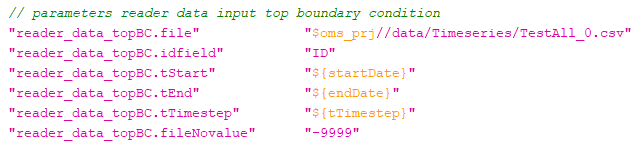 // parameters reader data input top boundary condition
"reader_data_topBC.file" "$oms_prj//data/Timeseries/TestAll_0.csv"
"reader_data_topBC.idfield" "ID"
"reader_data_topBC.tStart" "${startDate}"
"reader_data_topBC.tEnd" "${endDate}"
"reader_data_topBC.tTimestep" "${tTimestep}"
"reader_data_topBC.fileNovalue" "-9999"